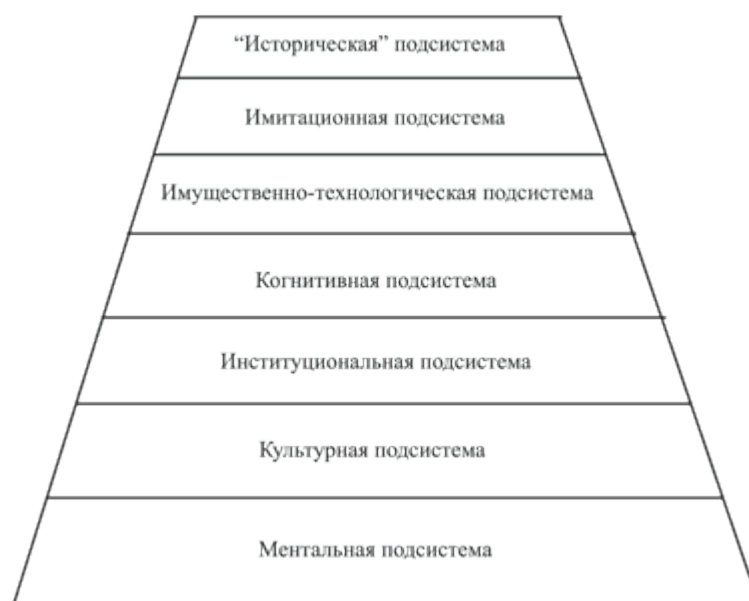 “Историческая” подсистема
Имитационная подсистема
Имущественно-технологическая подсистема
Когнитивная подсистема
Институциональная подсистема
Культурная подсистема
Ментальная подсистема